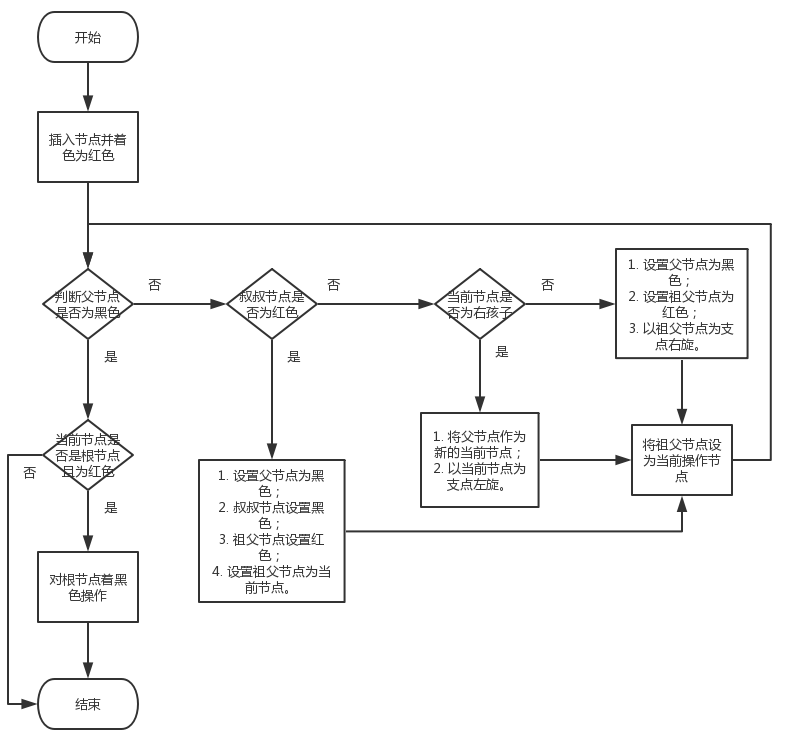 开始
插入节点并着
色为红色
判断父节点
是否为黑色
否
叔叔节点是
否为红色
否
当前节点是
否为右孩子
否
1. 设置父节点为黑
色；
2. 设置祖父节点为
红色；
3. 以祖父节点为支
点右旋。
是
是
是
当前节点是
否是根节点
且为红色
否
是
1. 设置父节点为黑
色；
2. 叔叔节点设置黑
色；
3. 祖父节点设置红
色；
4. 设置祖父节点为当
前节点。
1. 将父节点作为
新的当前节点；
2. 以当前节点为
支点左旋。
将祖父节点设
为当前操作节
点
对根节点着黑
色操作
结束